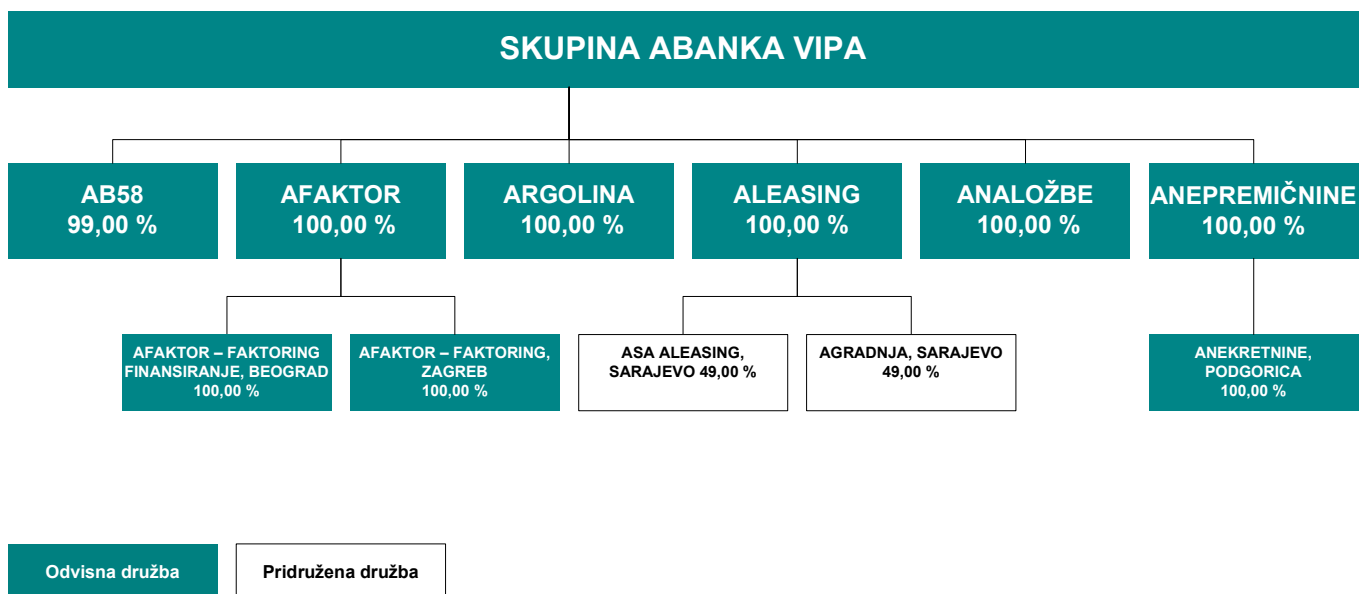 SKUPINA ABANKA VIPA
AB58
99,00 %
AFAKTOR
100,00 %
ARGOLINA
100,00 %
ALEASING
100,00 %
ANALOŽBE
100,00 %
ANEPREMIČNINE
100,00 %
AFAKTOR – FAKTORING
FINANSIRANJE, BEOGRAD
100,00 %
AFAKTOR – FAKTORING,
ZAGREB
100,00 %
ASA ALEASING,
SARAJEVO 49,00 %
AGRADNJA, SARAJEVO
49,00 %
ANEKRETNINE,
PODGORICA
100,00 %
Odvisna družba
Pridružena družba